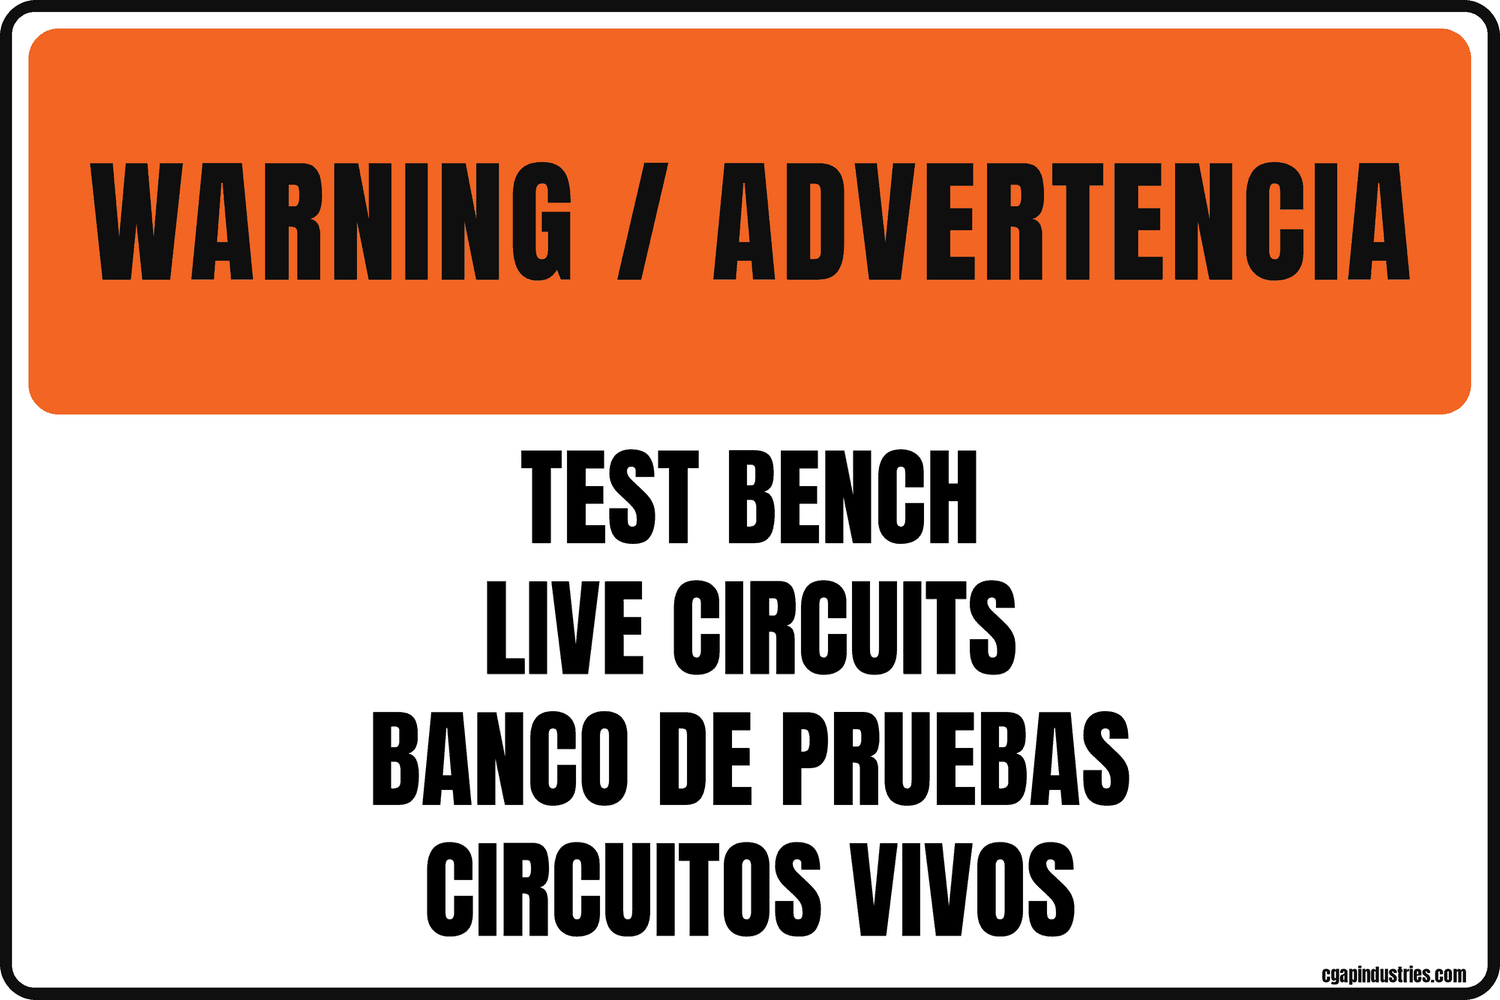 WARNING / ADVERTENCIA
TEST BENCH
LIVE CIRCUITS
BANCO DE PRUEBAS
CIRCUITOS VIVOS
cgapindustries.com